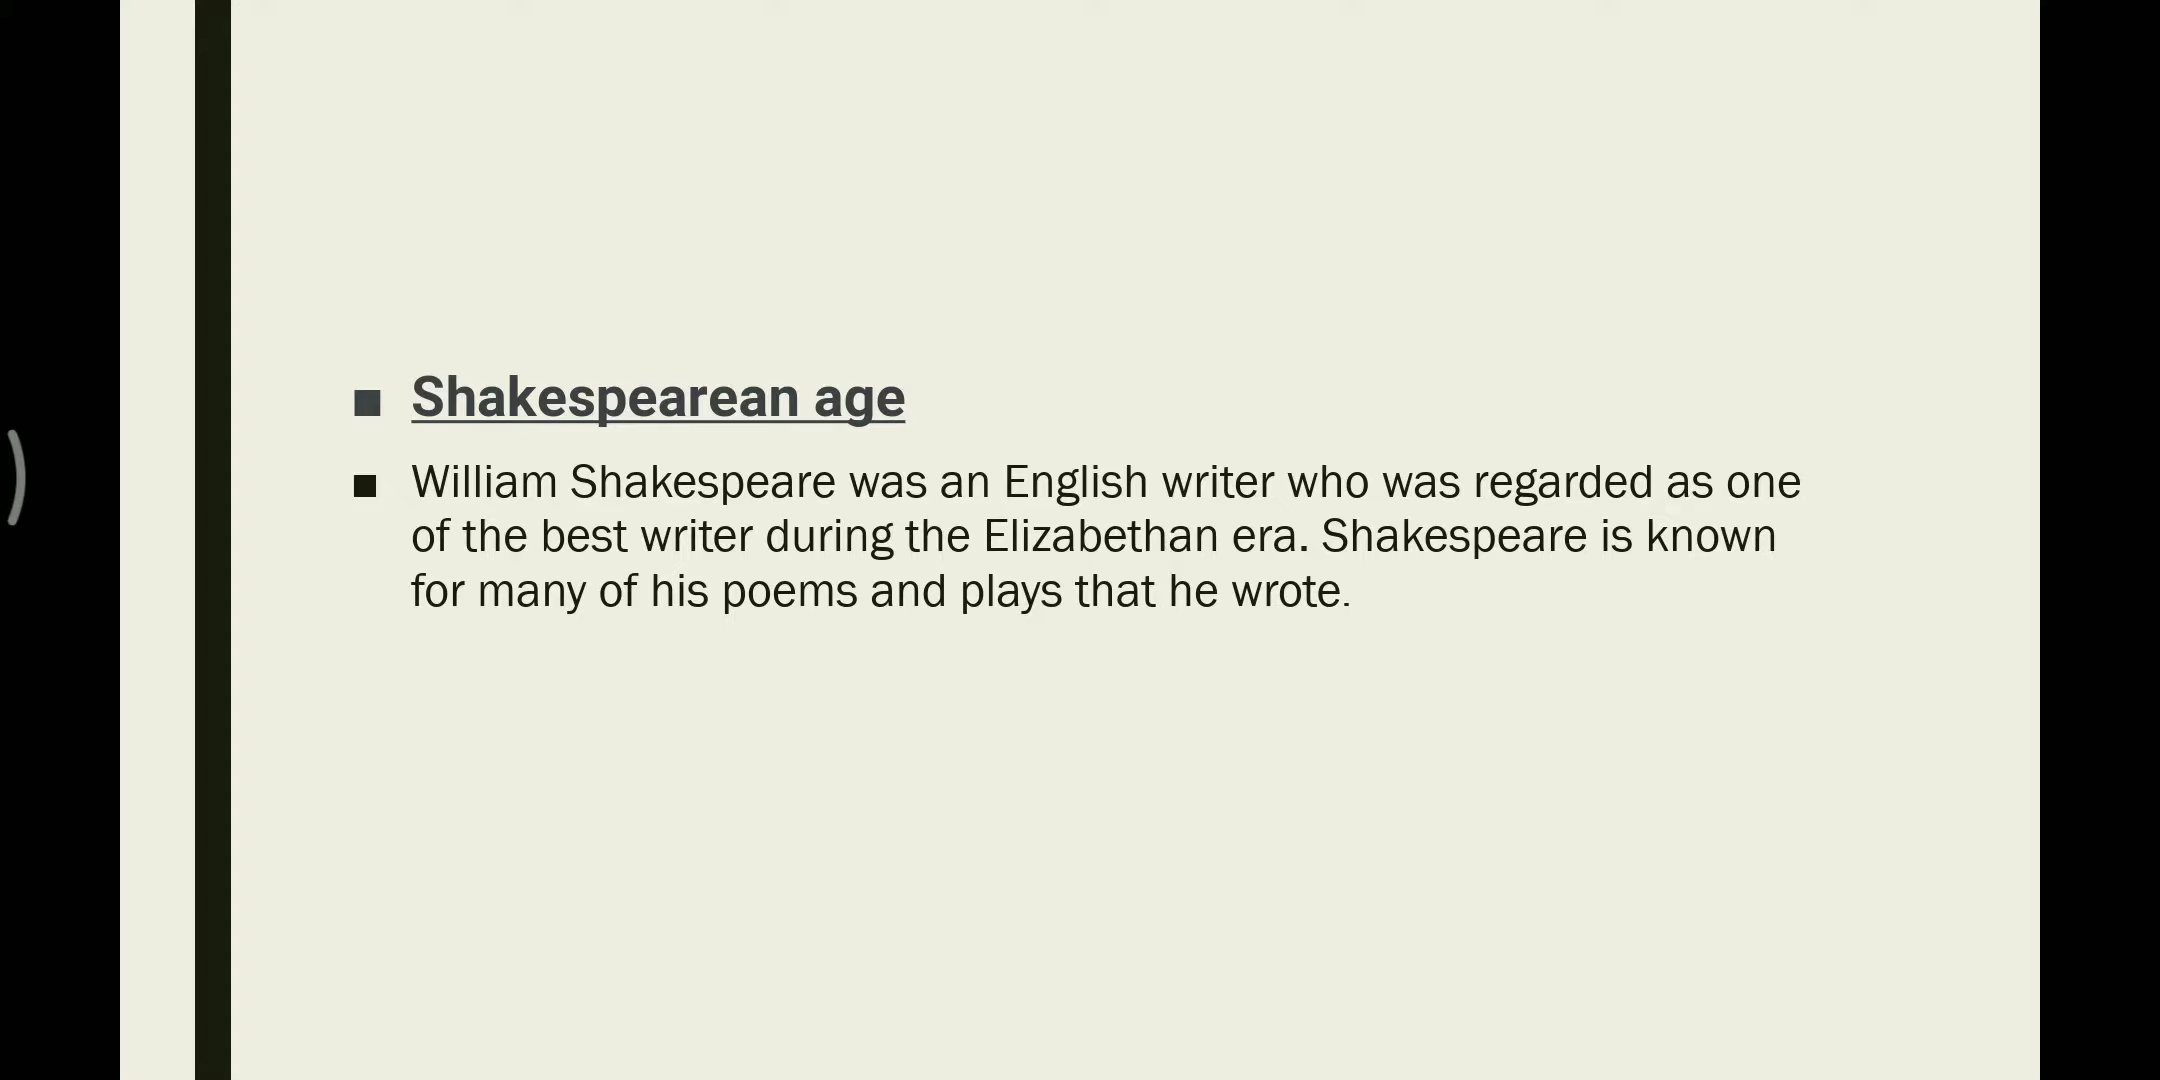 Shakespearean age
William Shakespeare was an English writer who was regarded as one
of the best writer during the Elizabethan era. Shakespeare is known
for many of his poems and plays that he wrote.